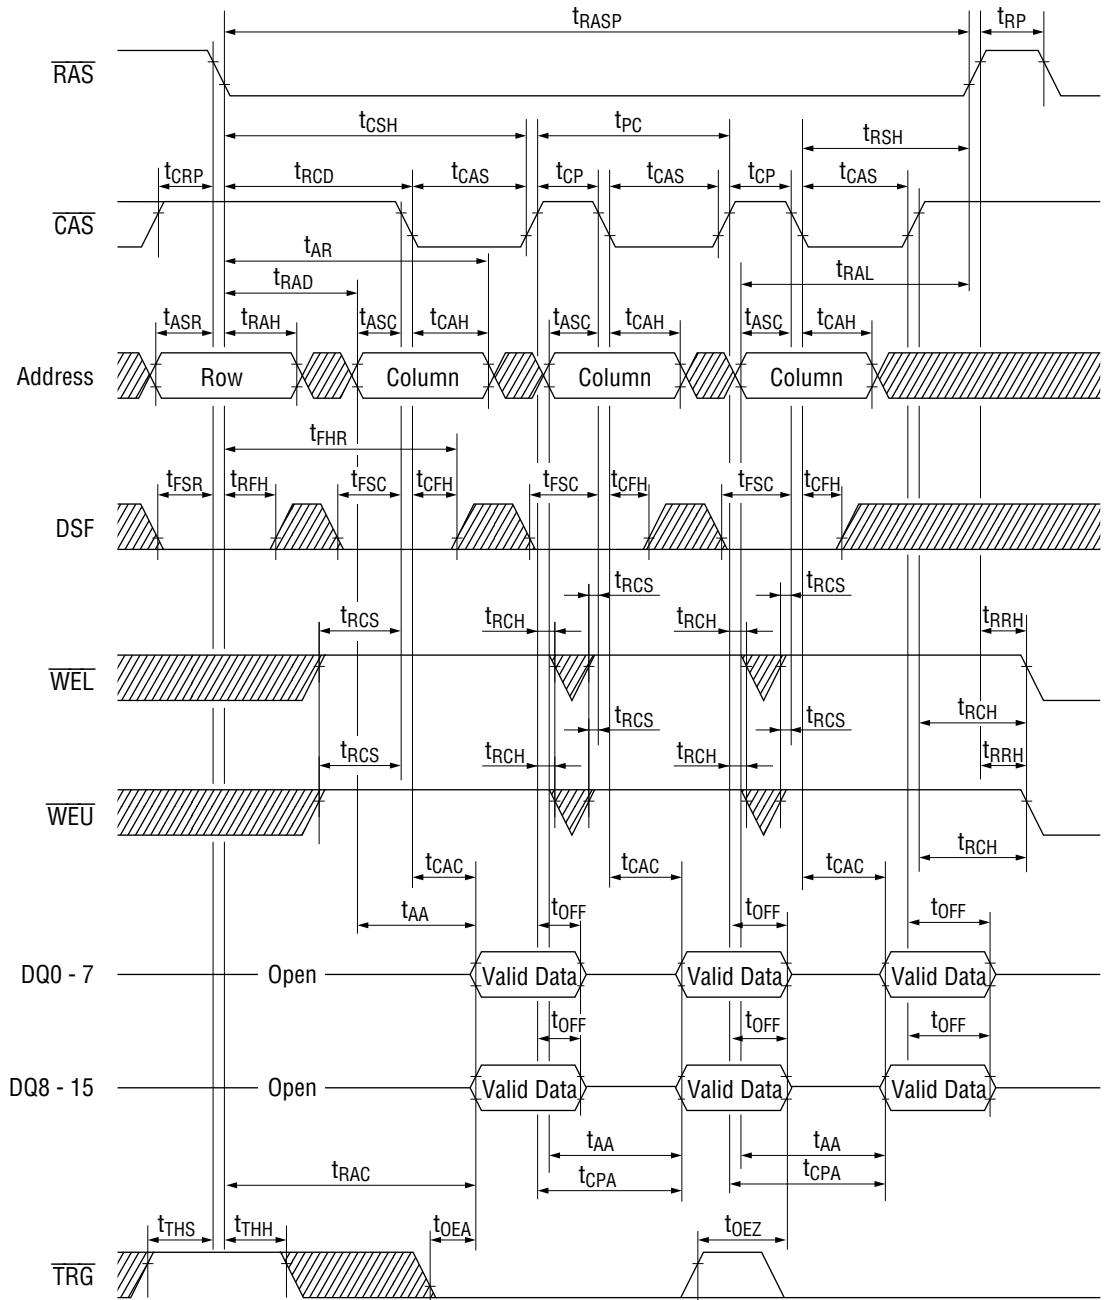 tRASP tRP
RAS
tCSH tPC tRSH
tCRP tRCD tCAS tCP tCAS tCP tCAS
CAS
tAR
tRAD tRAL
tASR tRAH tASC tCAH tASC tCAH tASC tCAH
Address Row Column Column Column
tFHR
tFSR tRFH tFSC tCFH tFSC tCFH tFSC tCFH
DSF
tRCS tRCS
tRCS tRCH tRCH tRRH
WEL
tRCS tRCS tRCH
tRCS tRCH tRCH tRRH
WEU
tRCH
tCAC tCAC tCAC
tAA tOFF tOFF tOFF
DQ0 - 7 Open Valid Data Valid Data Valid Data
tOFF tOFF tOFF
DQ8 - 15 Open Valid Data Valid Data Valid Data
tAA tAA
tRAC tCPA tCPA
tTHS tTHH tOEA tOEZ
TRG